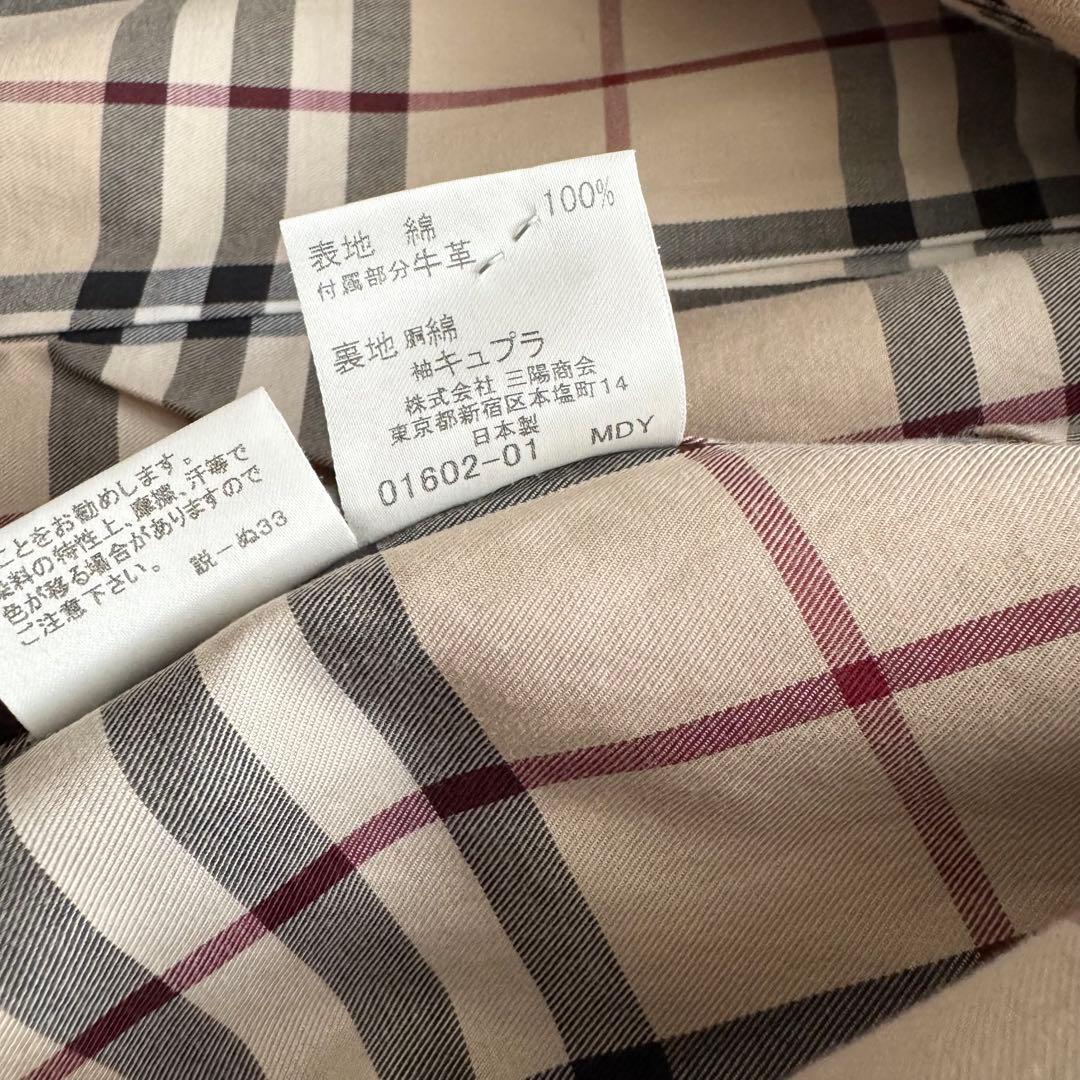 表地 綿 100%
付属部分牛革
裏地 胴綿
袖キュプラ
株式会社 三陽商会
東京都新宿区本塩町14
日本製
01602-01 MDY
ことをお勧めします。
染料の特性上、摩擦、汗等で
色が移る場合がありますので
ご注意下さい。 説-ぬ33